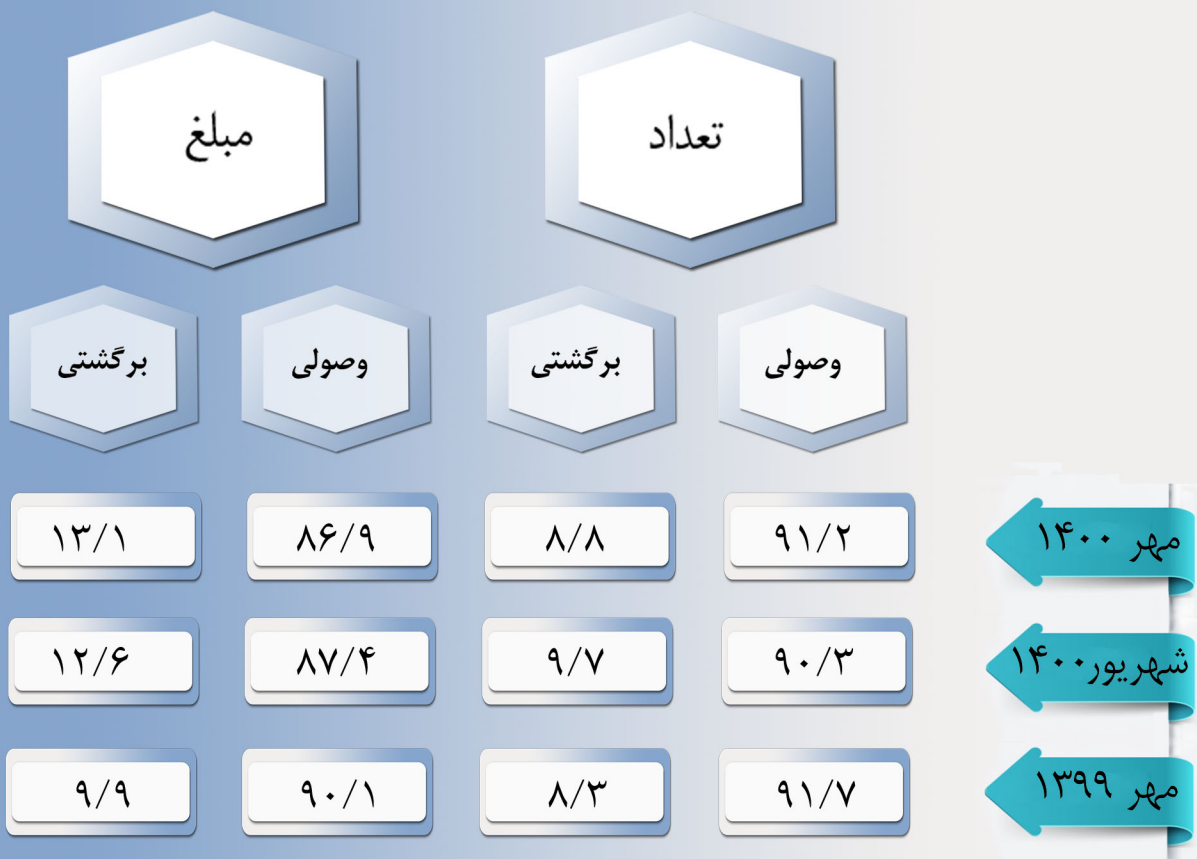 تعداد مبلغ
وصولی برگشتی وصولی برگشتی
مهر ۱۴۰۰ ۹۱/۲ ۸/۸ ۸۶/۹ ۱۳/۱
شهریور۱۴۰۰ ۹۰/۳ ۹/۷ ۸۷/۴ ۱۲/۶
مهر ۱۳۹۹ ۹۱/۷ ۸/۳ ۹۰/۱ ۹/۹